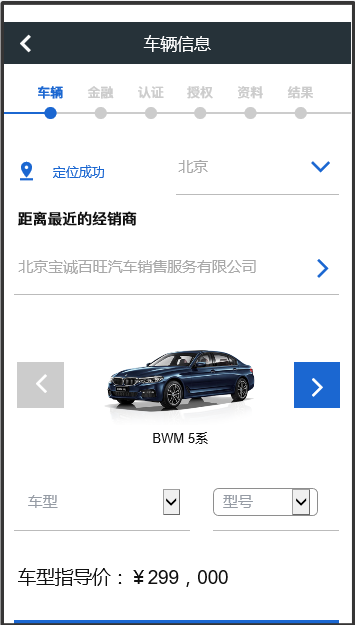 车辆信息
车辆 金融 认证 授权 资料 结果
定位成功 北京
距离最近的经销商
北京宝诚百旺汽车销售服务有限公司
BWM 5系
车型 型号
车型指导价：￥299，000